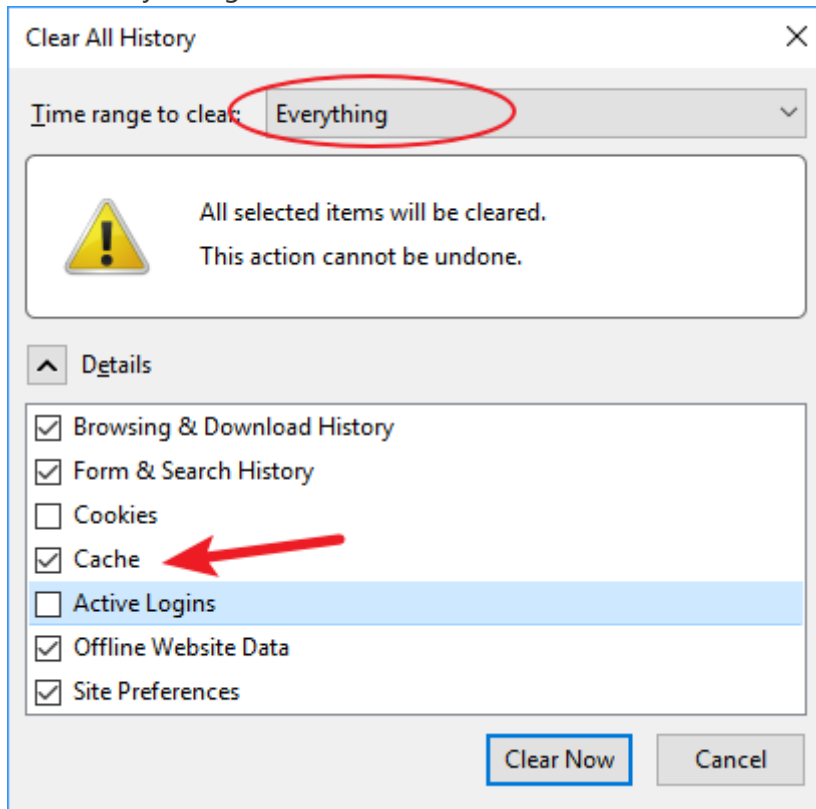 Clear All History
Time range to clear: Everything
All selected items will be cleared.
This action cannot be undone.
Details
Browsing & Download History
Form & Search History
Cookies
Cache
Active Logins
Offline Website Data
Site Preferences
Clear Now Cancel